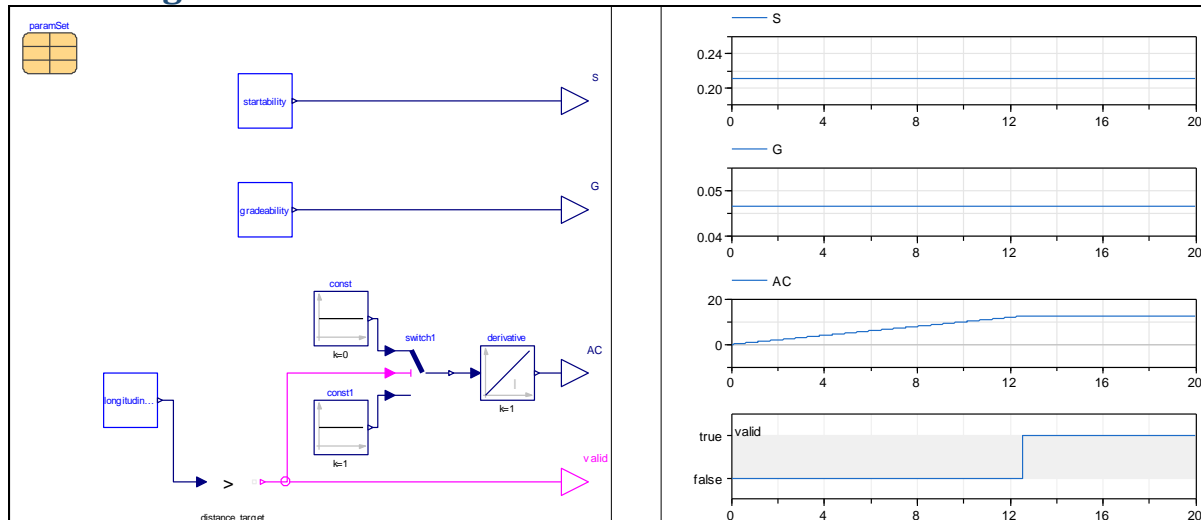 paramSet
S
startability
G
gradeability
const
switch1
derivative
AC
k=0
k=1
longitudin...
const1
k=1
valid
>
S
0.24
0.20
0 4 8 12 16 20
G
0.05
0.04
0 4 8 12 16 20
AC
20
0
0 4 8 12 16 20
valid
true
false
0 4 8 12 16 20